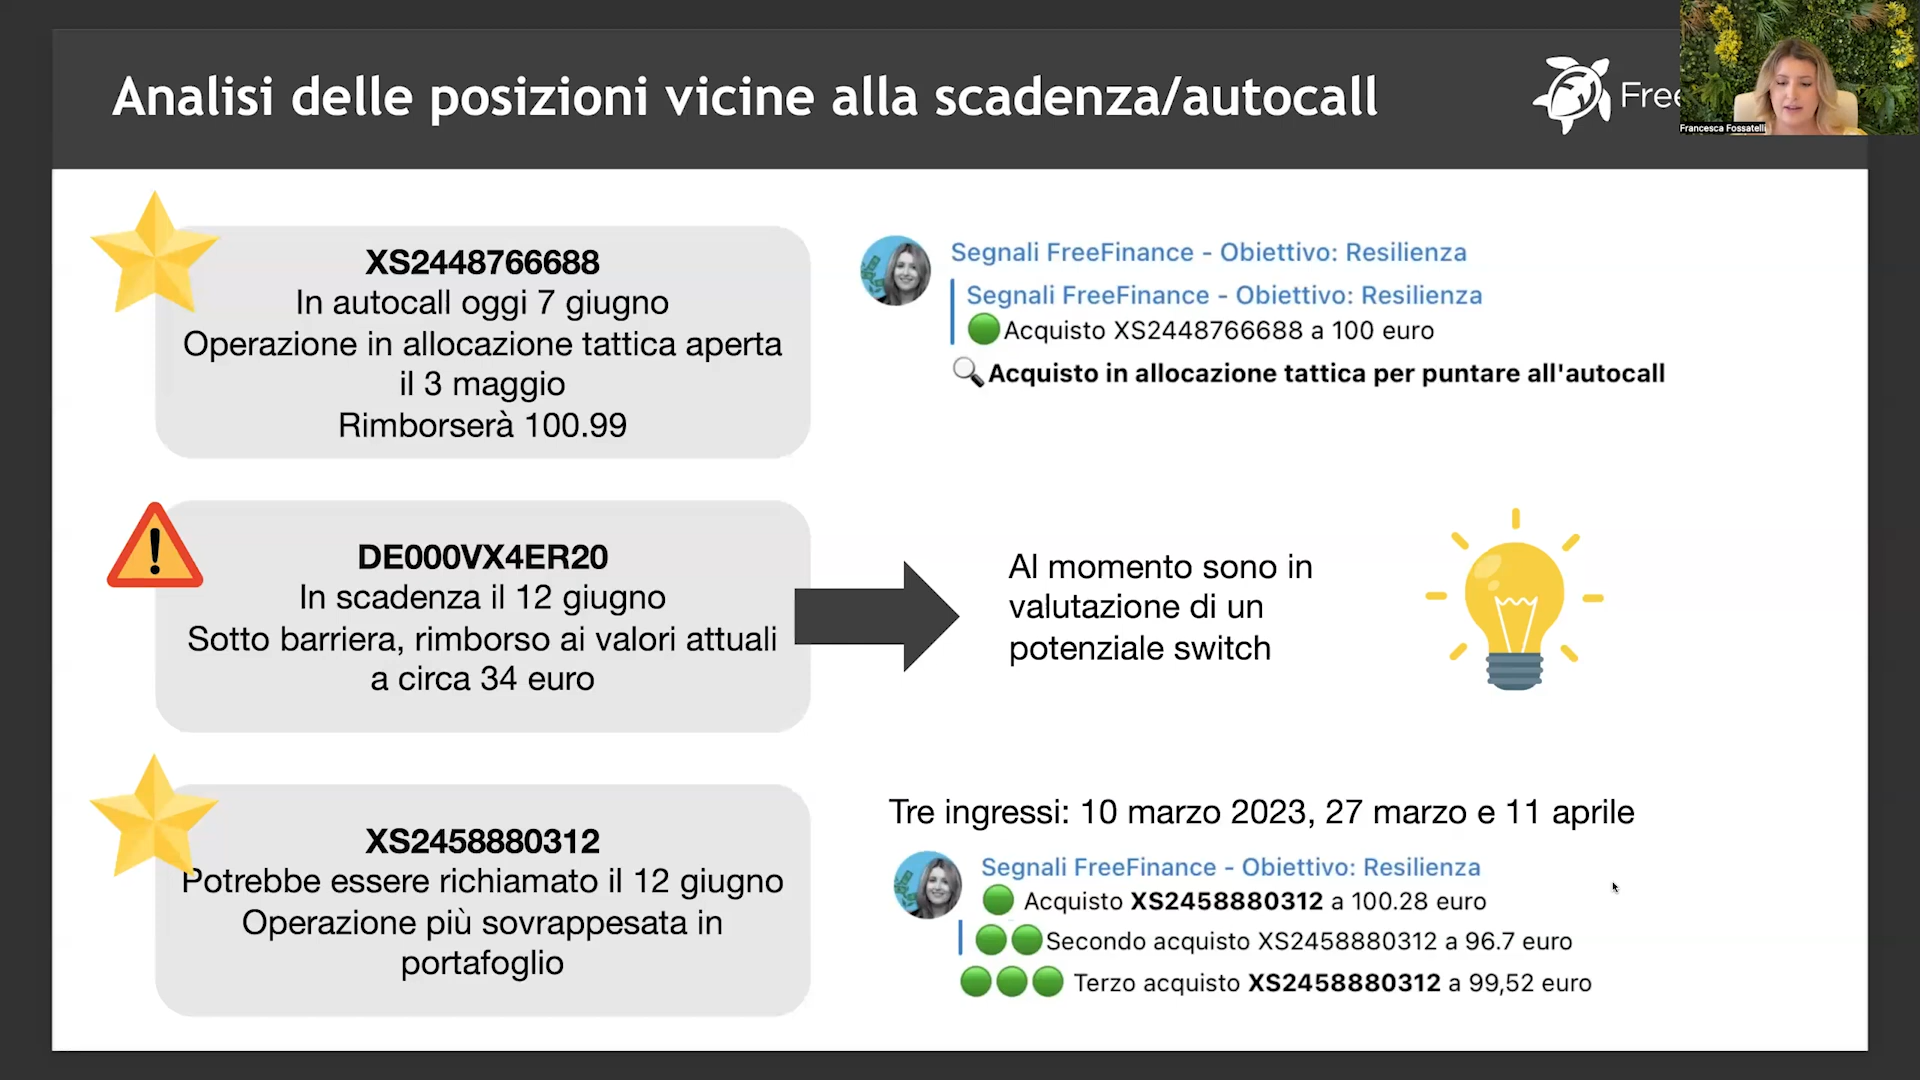 Analisi delle posizioni vicine alla scadenza/autocall
Free
Francesca Fossatelli
XS2448766688
In autocall oggi 7 giugno
Operazione in allocazione tattica aperta
il 3 maggio
Rimborserà 100.99
Segnali FreeFinance - Obiettivo: Resilienza
Segnali FreeFinance - Obiettivo: Resilienza
Acquisto XS2448766688 a 100 euro
Acquisto in allocazione tattica per puntare all'autocall
DE000VX4ER20
In scadenza il 12 giugno
Sotto barriera, rimborso ai valori attuali
a circa 34 euro
Al momento sono in
valutazione di un
potenziale switch
XS2458880312
Potrebbe essere richiamato il 12 giugno
Operazione più sovrappesata in
portafoglio
Tre ingressi: 10 marzo 2023, 27 marzo e 11 aprile
Segnali FreeFinance - Obiettivo: Resilienza
Acquisto XS2458880312 a 100.28 euro
Secondo acquisto XS2458880312 a 96.7 euro
Terzo acquisto XS2458880312 a 99,52 euro